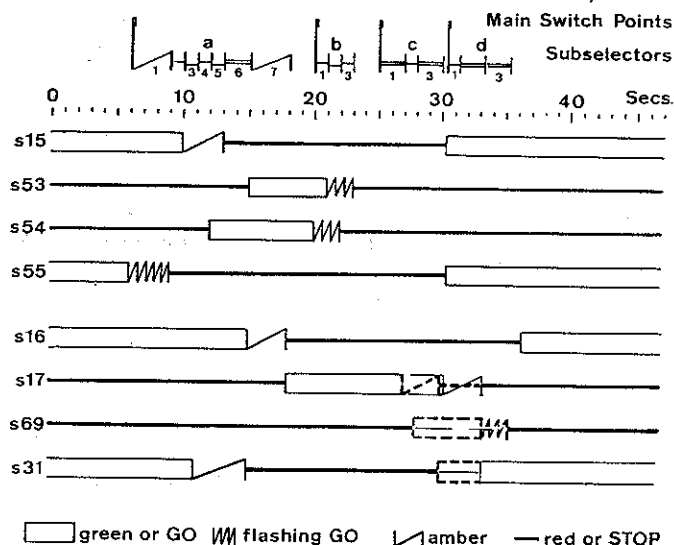 Main Switch Points
a b c d
Subselectors
1 3 4 5 6 7 1 3 1 3 1 3
0 10 20 30 40 Secs.
s15
s53
s54
s55
s16
s17
s69
s31
green or GO flashing GO amber red or STOP